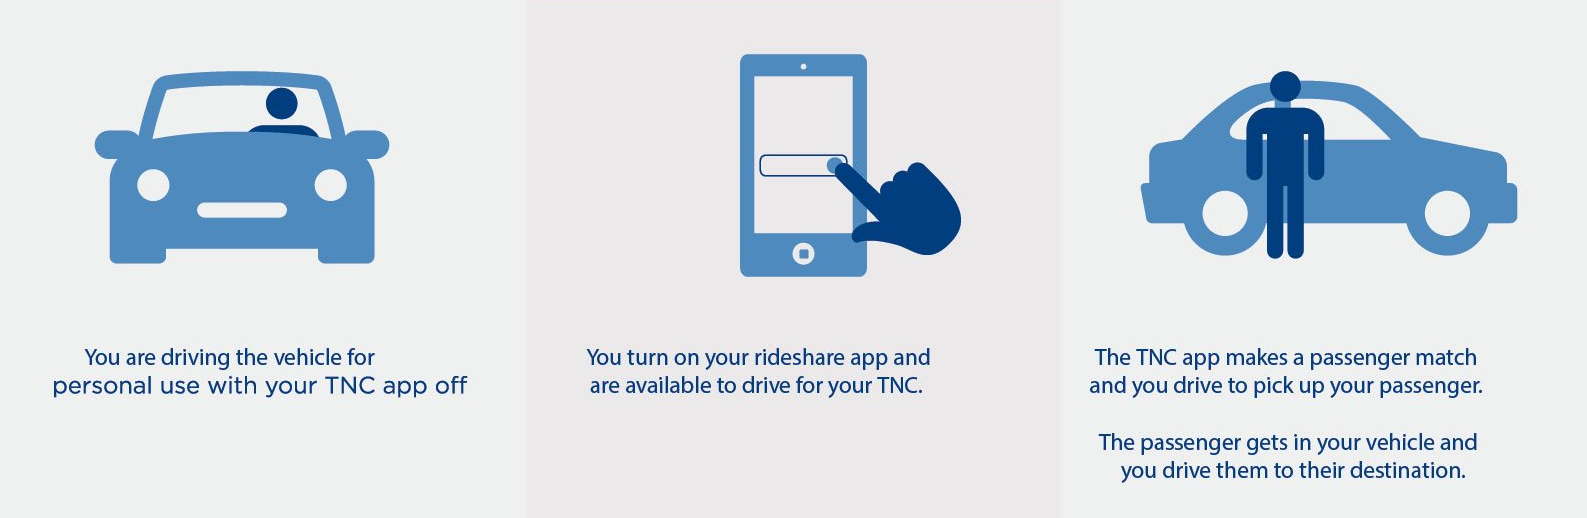 You are driving the vehicle for
personal use with your TNC app off
You turn on your rideshare app and
are available to drive for your TNC.
The TNC app makes a passenger match
and you drive to pick up your passenger.
The passenger gets in your vehicle and
you drive them to their destination.